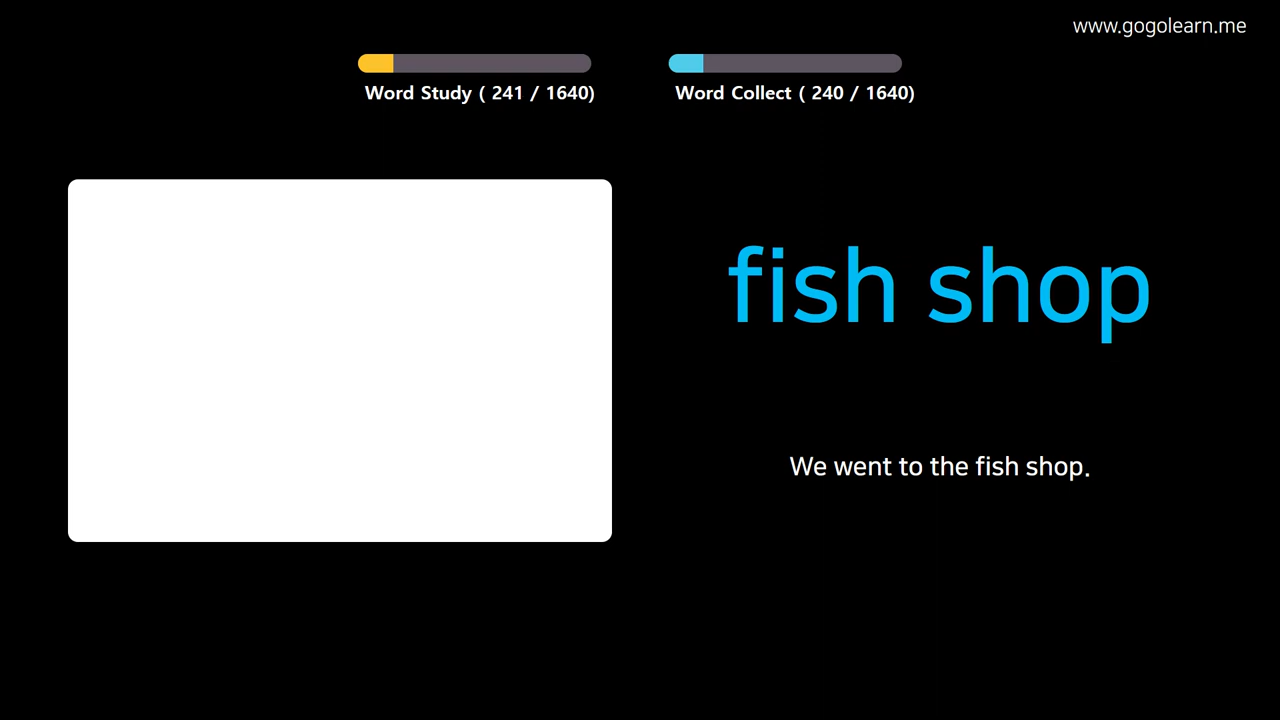 www.gogolearn.me
Word Study ( 241 / 1640)
Word Collect ( 240 / 1640)
fish shop
We went to the fish shop.